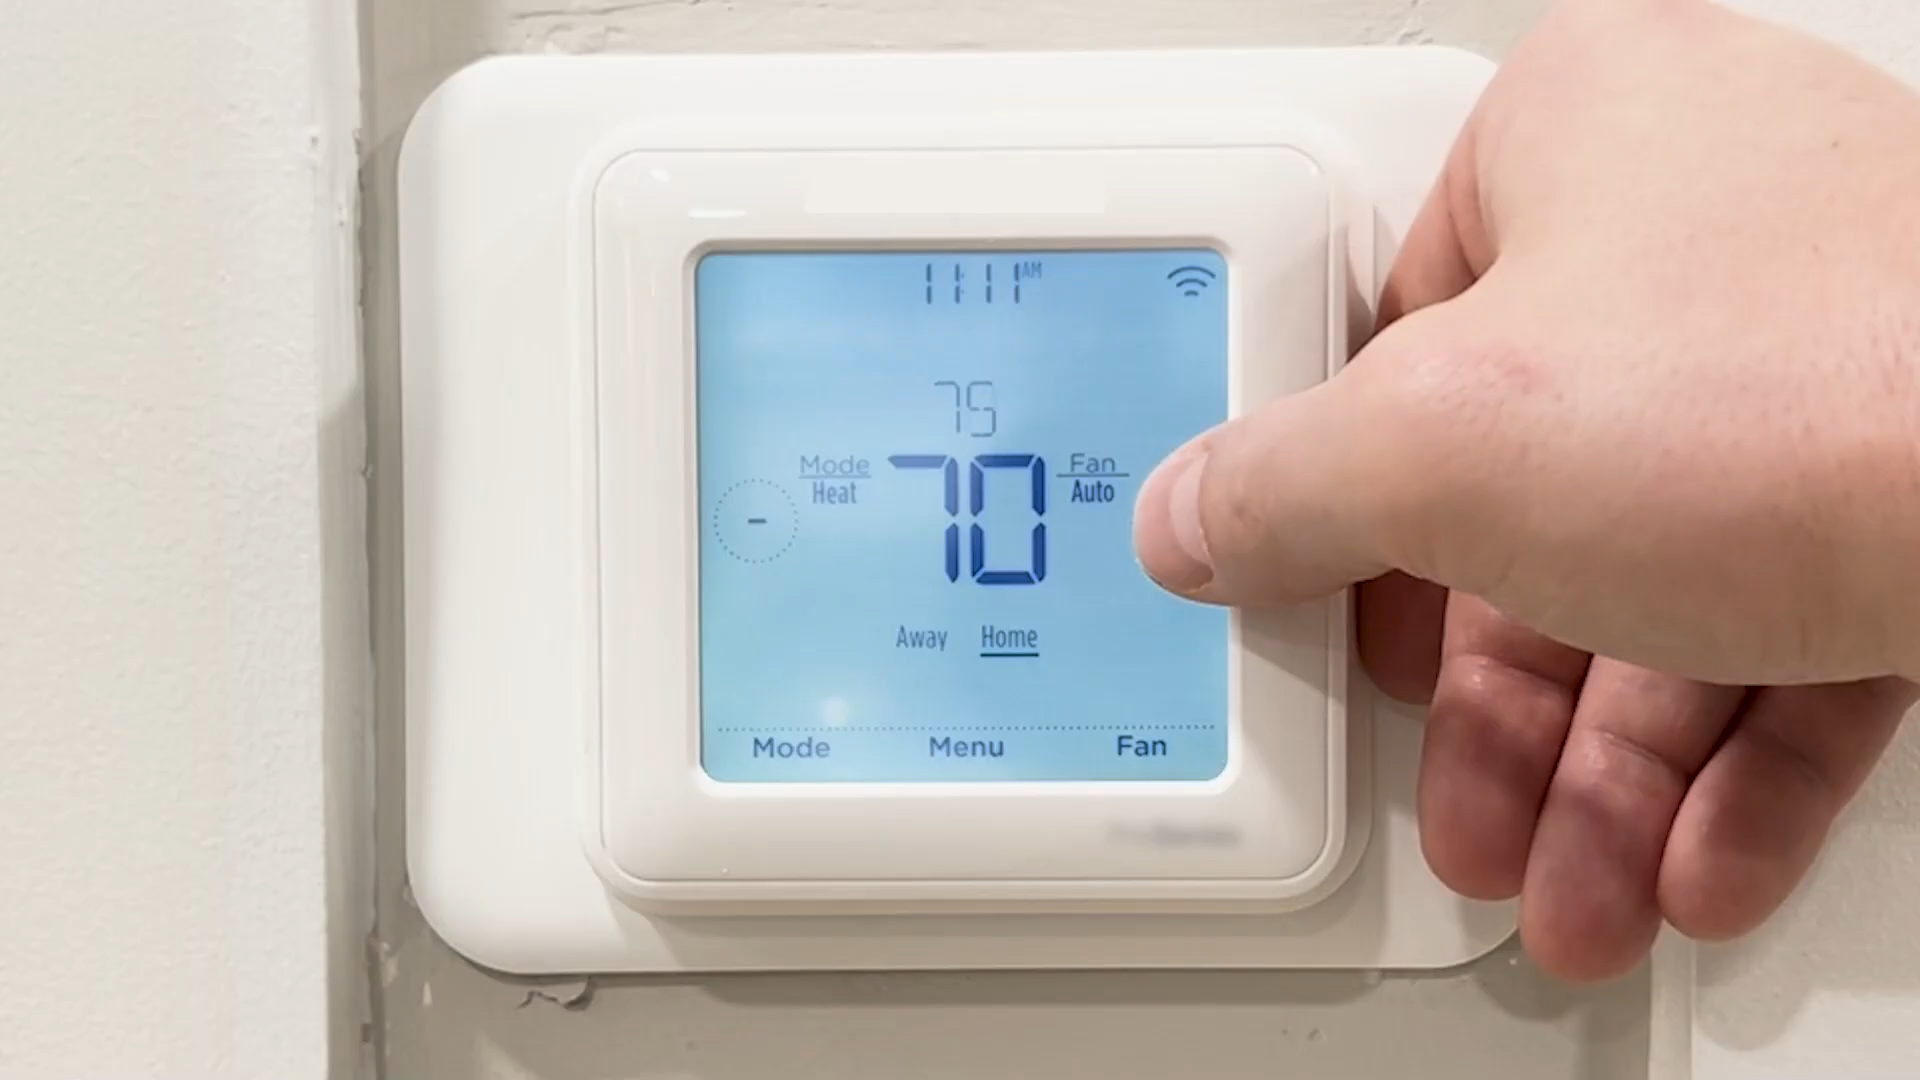 11:11 AM
75
Mode
Heat
70
Fan
Auto
Away Home
Mode Menu Fan